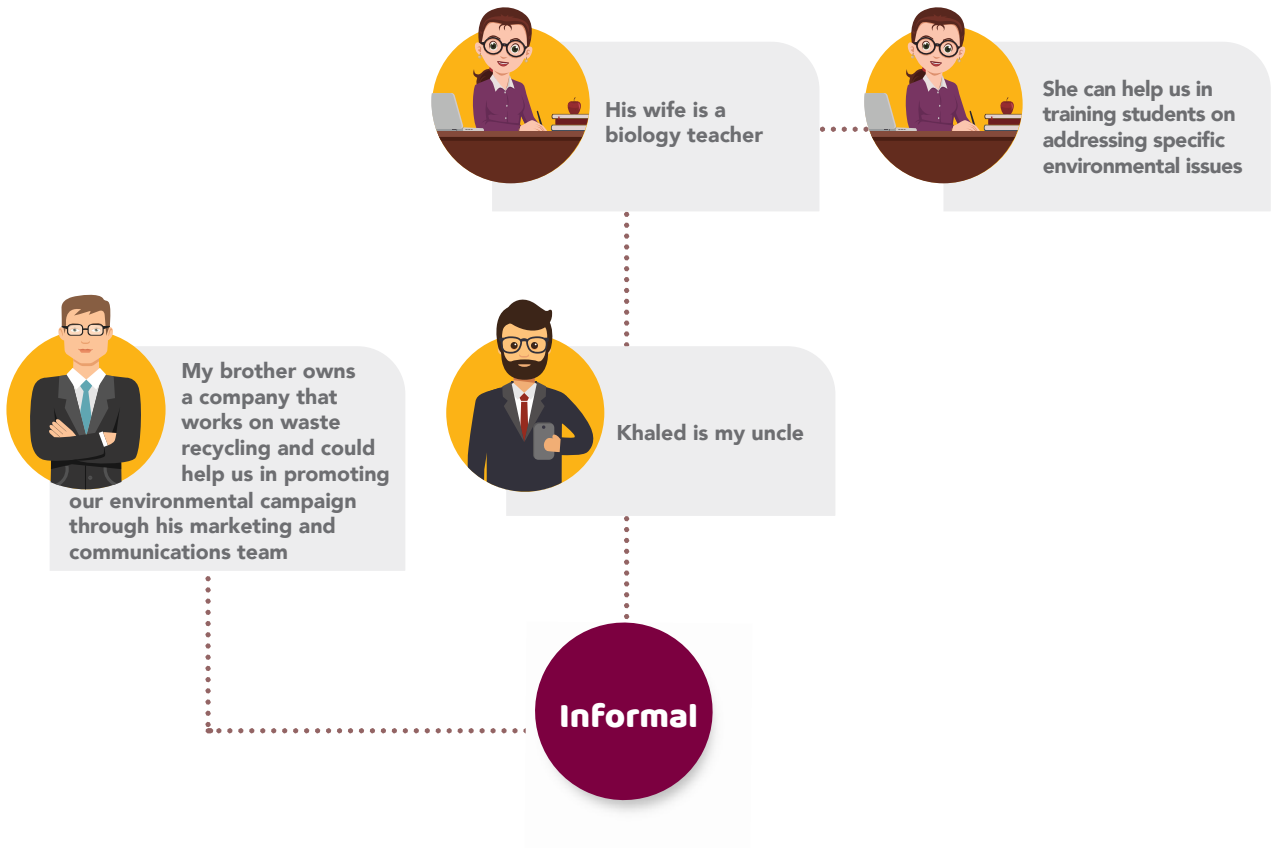 His wife is a
biology teacher
She can help us in
training students on
addressing specific
environmental issues
My brother owns
a company that
works on waste
recycling and could
help us in promoting
our environmental campaign
through his marketing and
communications team
Khaled is my uncle
Informal